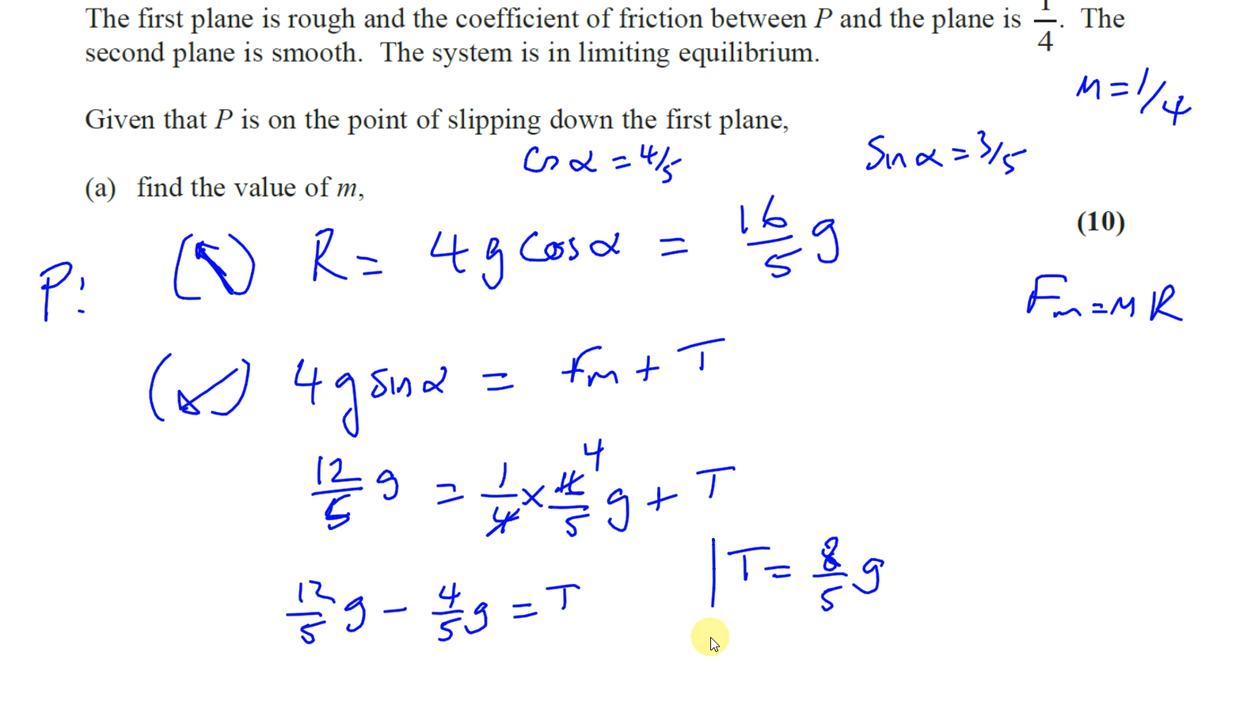 The first plane is rough and the coefficient of friction between P and the plane is 1/4. The
second plane is smooth. The system is in limiting equilibrium.
μ = 1/4
Given that P is on the point of slipping down the first plane,
Cos α = 4/5
Sin α = 3/5
(a) find the value of m,
(10)
P: (↖) R = 4g Cos α = 16/5 g
Fm = μR
(↙) 4g sin α = Fm + T
12/5 g = 1/4 × 16/5 g + T
4
12/5 g − 4/5 g = T
T = 8/5 g